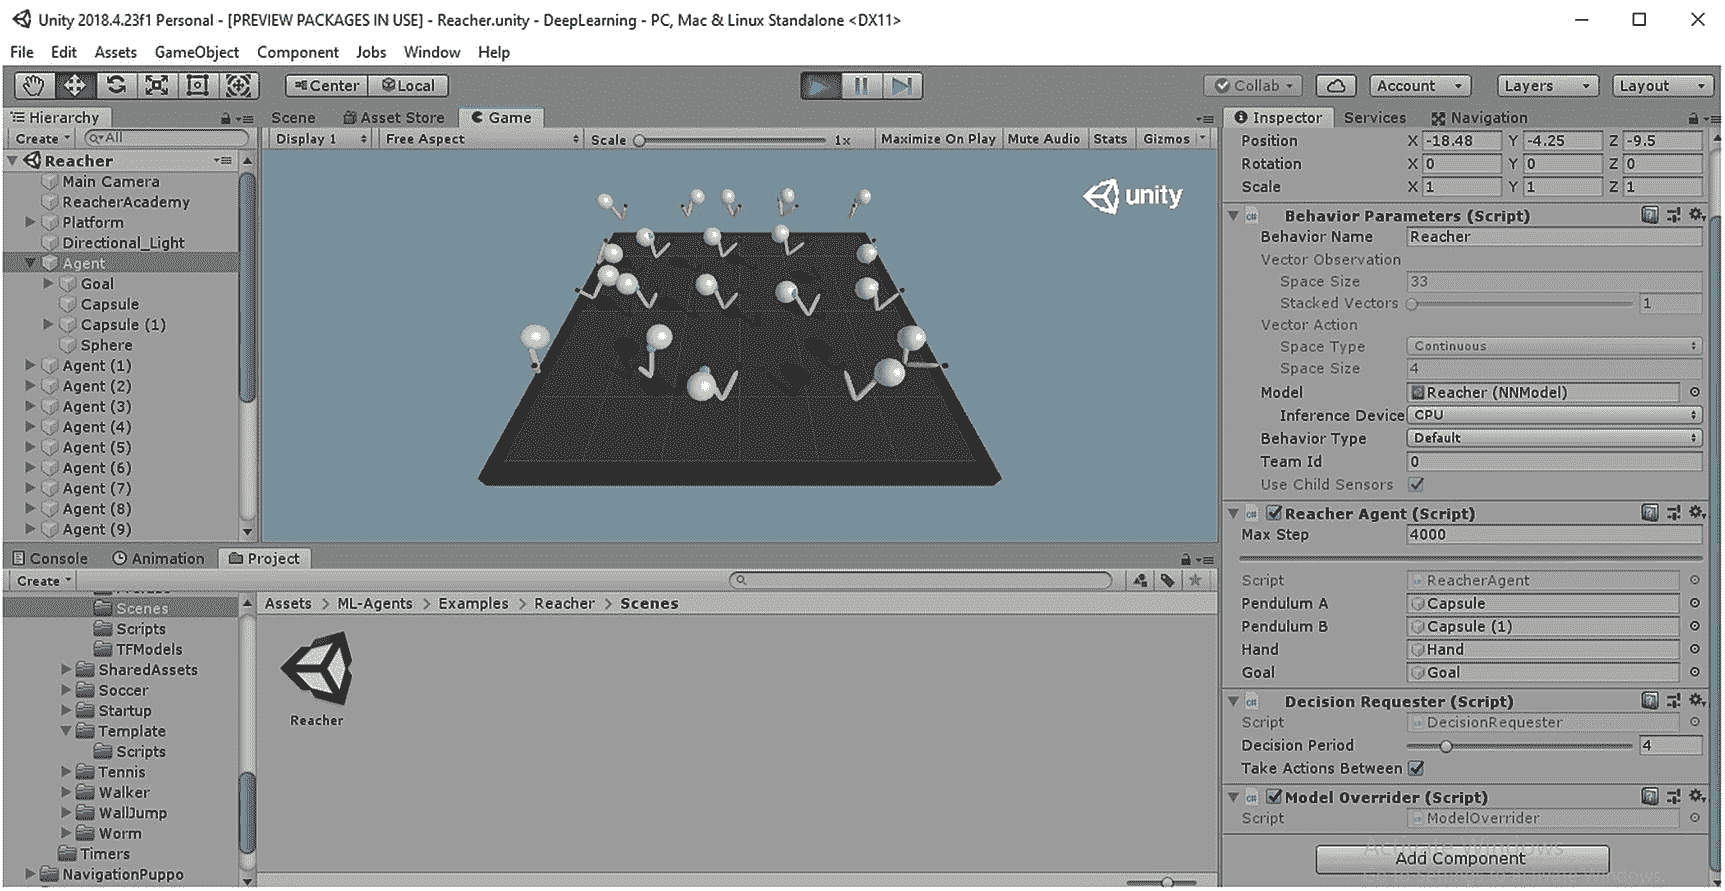 Unity 2018.4.23f1 Personal - [PREVIEW PACKAGES IN USE] - Reacher.unity - DeepLearning - PC, Mac & Linux Standalone <DX11>
File Edit Assets GameObject Component Jobs Window Help
Center Local Collab Account Layers Layout
Hierarchy
Create All
Reacher
Main Camera
ReacherAcademy
Platform
Directional_Light
Agent
Goal
Capsule
Capsule (1)
Sphere
Agent (1)
Agent (2)
Agent (3)
Agent (4)
Agent (5)
Agent (6)
Agent (7)
Agent (8)
Agent (9)
Scene Asset Store Game
Display 1 Free Aspect Scale 1x Maximize On Play Mute Audio Stats Gizmos
unity
Inspector Services Navigation
Position X -18.48 Y -4.25 Z -9.5
Rotation X 0 Y 0 Z 0
Scale X 1 Y 1 Z 1
Behavior Parameters (Script)
Behavior Name Reacher
Vector Observation
Space Size 33
Stacked Vectors 1
Vector Action
Space Type Continuous
Space Size 4
Model Reacher (NNModel)
Inference Device CPU
Behavior Type Default
Team Id 0
Use Child Sensors
Reacher Agent (Script)
Max Step 4000
Script ReacherAgent
Pendulum A Capsule
Pendulum B Capsule (1)
Hand Hand
Goal Goal
Decision Requester (Script)
Script DecisionRequester
Decision Period 4
Take Actions Between
Model Overrider (Script)
Script ModelOverrider
Activate Windows
Add Component
Go to Settings to activate Windows.
Console Animation Project
Create
Scenes
Scripts
TFModels
SharedAssets
Soccer
Startup
Template
Scripts
Tennis
Walker
WallJump
Worm
Timers
NavigationPuppo
Assets > ML-Agents > Examples > Reacher > Scenes
Reacher